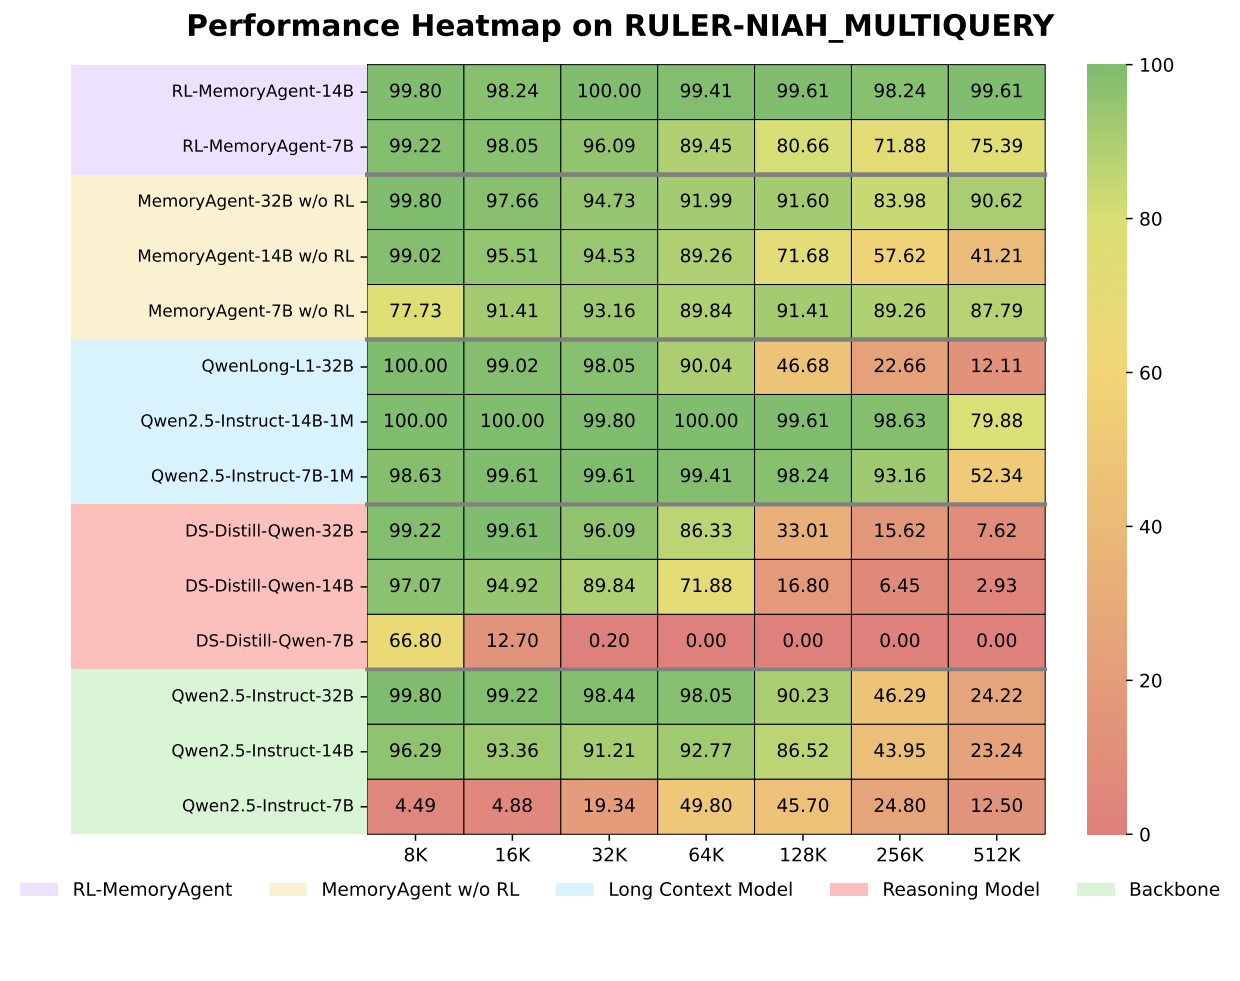 Performance Heatmap on RULER-NIAH_MULTIQUERY
RL-MemoryAgent-14B 99.80 98.24 100.00 99.41 99.61 98.24 99.61
RL-MemoryAgent-7B 99.22 98.05 96.09 89.45 80.66 71.88 75.39
MemoryAgent-32B w/o RL 99.80 97.66 94.73 91.99 91.60 83.98 90.62
MemoryAgent-14B w/o RL 99.02 95.51 94.53 89.26 71.68 57.62 41.21
MemoryAgent-7B w/o RL 77.73 91.41 93.16 89.84 91.41 89.26 87.79
QwenLong-L1-32B 100.00 99.02 98.05 90.04 46.68 22.66 12.11
Qwen2.5-Instruct-14B-1M 100.00 100.00 99.80 100.00 99.61 98.63 79.88
Qwen2.5-Instruct-7B-1M 98.63 99.61 99.61 99.41 98.24 93.16 52.34
DS-Distill-Qwen-32B 99.22 99.61 96.09 86.33 33.01 15.62 7.62
DS-Distill-Qwen-14B 97.07 94.92 89.84 71.88 16.80 6.45 2.93
DS-Distill-Qwen-7B 66.80 12.70 0.20 0.00 0.00 0.00 0.00
Qwen2.5-Instruct-32B 99.80 99.22 98.44 98.05 90.23 46.29 24.22
Qwen2.5-Instruct-14B 96.29 93.36 91.21 92.77 86.52 43.95 23.24
Qwen2.5-Instruct-7B 4.49 4.88 19.34 49.80 45.70 24.80 12.50
8K 16K 32K 64K 128K 256K 512K
100
80
60
40
20
0
RL-MemoryAgent MemoryAgent w/o RL Long Context Model Reasoning Model Backbone